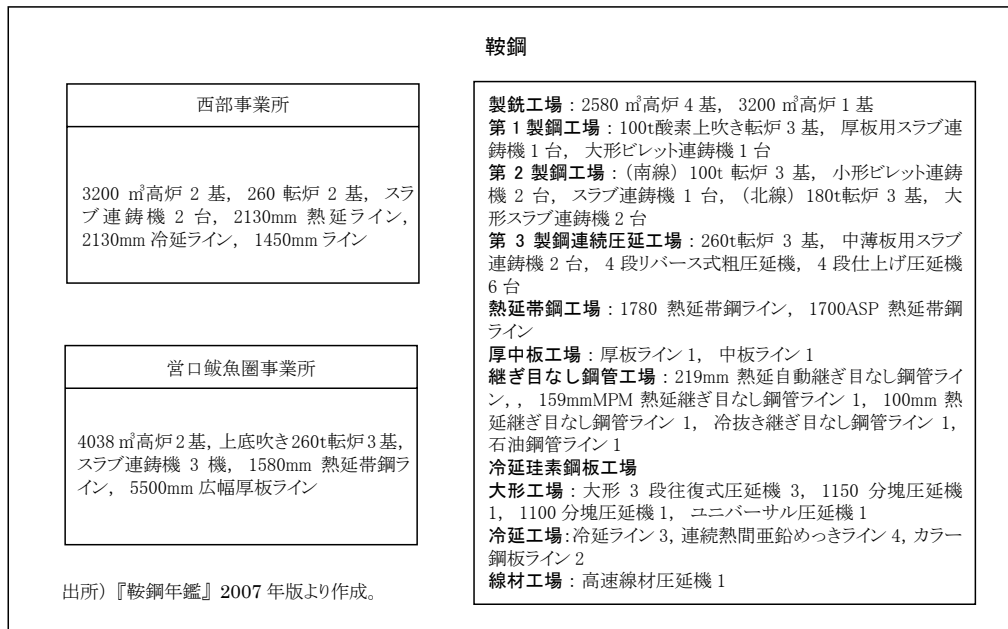 鞍鋼
西部事業所
3200 ㎥高炉 2 基, 260 転炉 2 基, スラ
ブ連鋳機 2 台, 2130mm 熱延ライン,
2130mm 冷延ライン, 1450mm ライン
営口鲅魚圏事業所
4038 ㎥高炉2基, 上底吹き260t転炉3基,
スラブ連鋳機 3 機, 1580mm 熱延帯鋼ラ
イン, 5500mm 広幅厚板ライン
出所)『鞍鋼年鑑』2007 年版より作成。
製銑工場:2580 ㎥高炉 4 基, 3200 ㎥高炉 1 基
第 1 製鋼工場:100t酸素上吹き転炉 3 基, 厚板用スラブ連
鋳機 1 台, 大形ビレット連鋳機 1 台
第 2 製鋼工場:(南線) 100t 転炉 3 基, 小形ビレット連鋳
機 2 台, スラブ連鋳機 1 台, (北線) 180t転炉 3 基, 大
形スラブ連鋳機 2 台
第 3 製鋼連続圧延工場:260t転炉 3 基, 中薄板用スラブ
連鋳機 2 台, 4 段リバース式粗圧延機, 4 段仕上げ圧延機
6 台
熱延帯鋼工場:1780 熱延帯鋼ライン, 1700ASP 熱延帯鋼
ライン
厚中板工場:厚板ライン 1, 中板ライン 1
継ぎ目なし鋼管工場:219mm 熱延自動継ぎ目なし鋼管ライ
ン,, 159mmMPM 熱延継ぎ目なし鋼管ライン 1, 100mm 熱
延継ぎ目なし鋼管ライン 1, 冷抜き継ぎ目なし鋼管ライン 1,
石油鋼管ライン 1
冷延珪素鋼板工場
大形工場:大形 3 段往復式圧延機 3, 1150 分塊圧延機
1, 1100 分塊圧延機 1, ユニバーサル圧延機 1
冷延工場:冷延ライン 3, 連続熱間亜鉛めっきライン 4, カラー
鋼板ライン 2
線材工場:高速線材圧延機 1